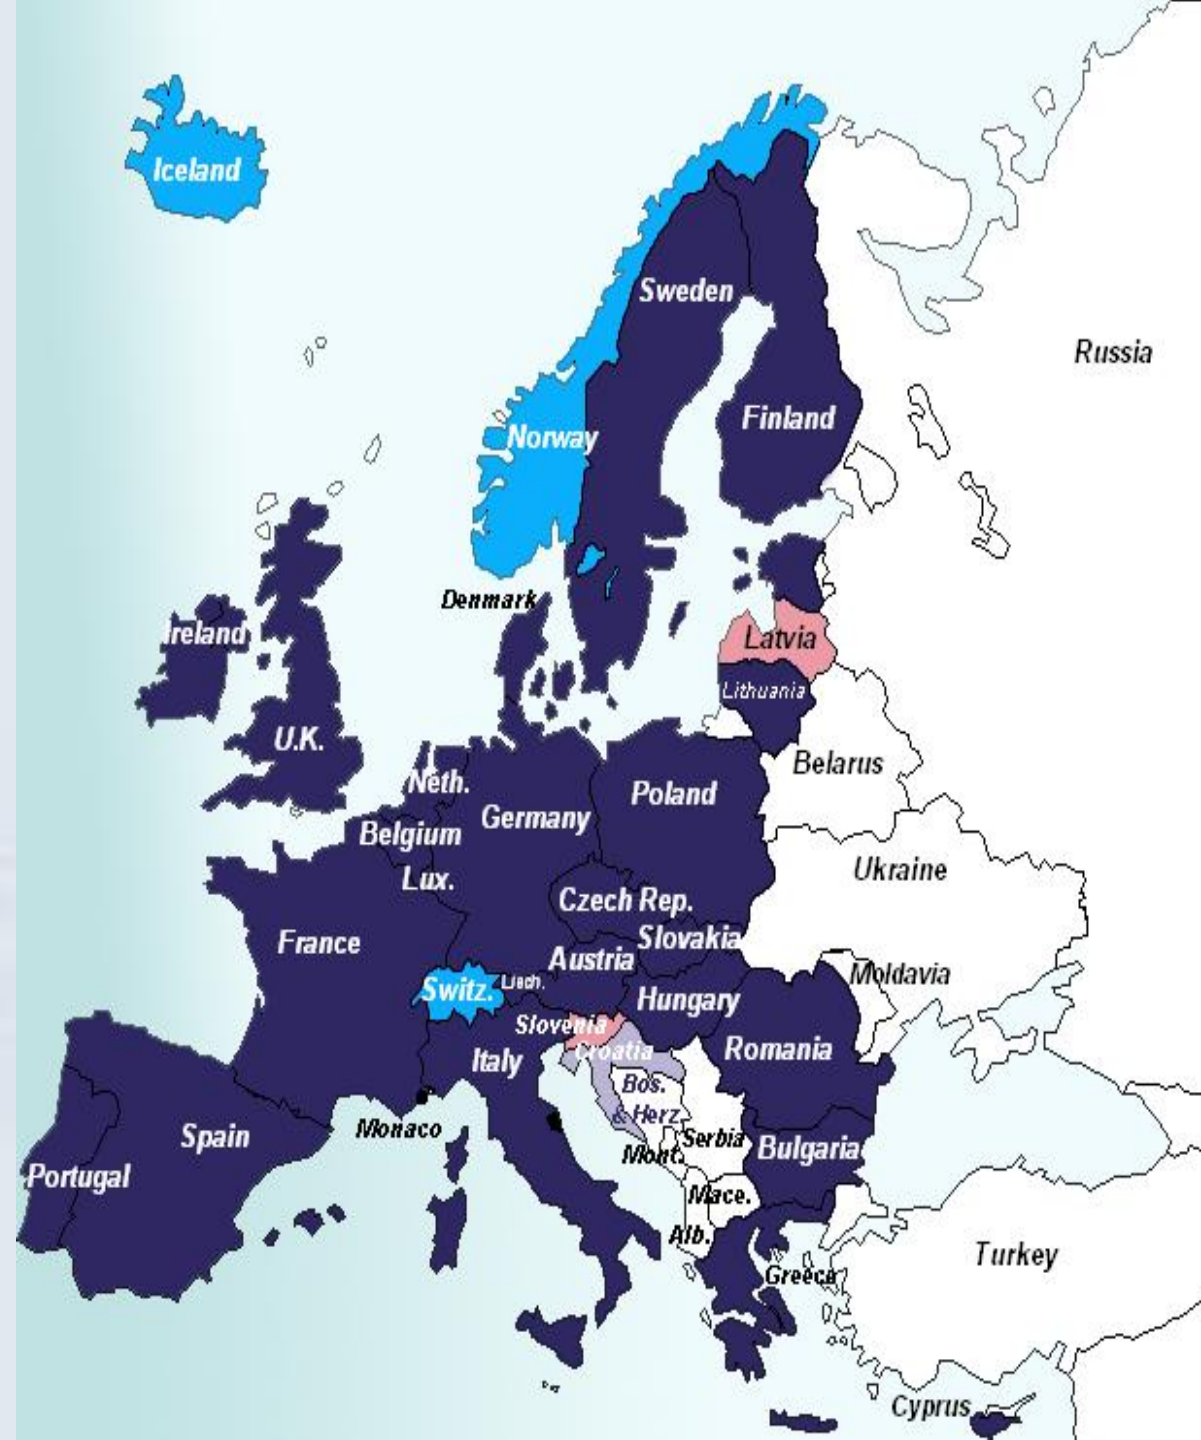 Iceland
Sweden
Russia
Finland
Norway
Denmark
Ireland
Latvia
Lithuania
U.K.
Belarus
Neth.
Poland
Germany
Belgium
Ukraine
Lux.
Czech Rep.
France
Slovakia
Austria
Moldavia
Switz.
Liech.
Hungary
Slovenia
Croatia
Romania
Italy
Bos.
& Herz.
Monaco
Spain
Serbia
Bulgaria
Mont.
Portugal
Mace.
Alb.
Turkey
Greece
Cyprus